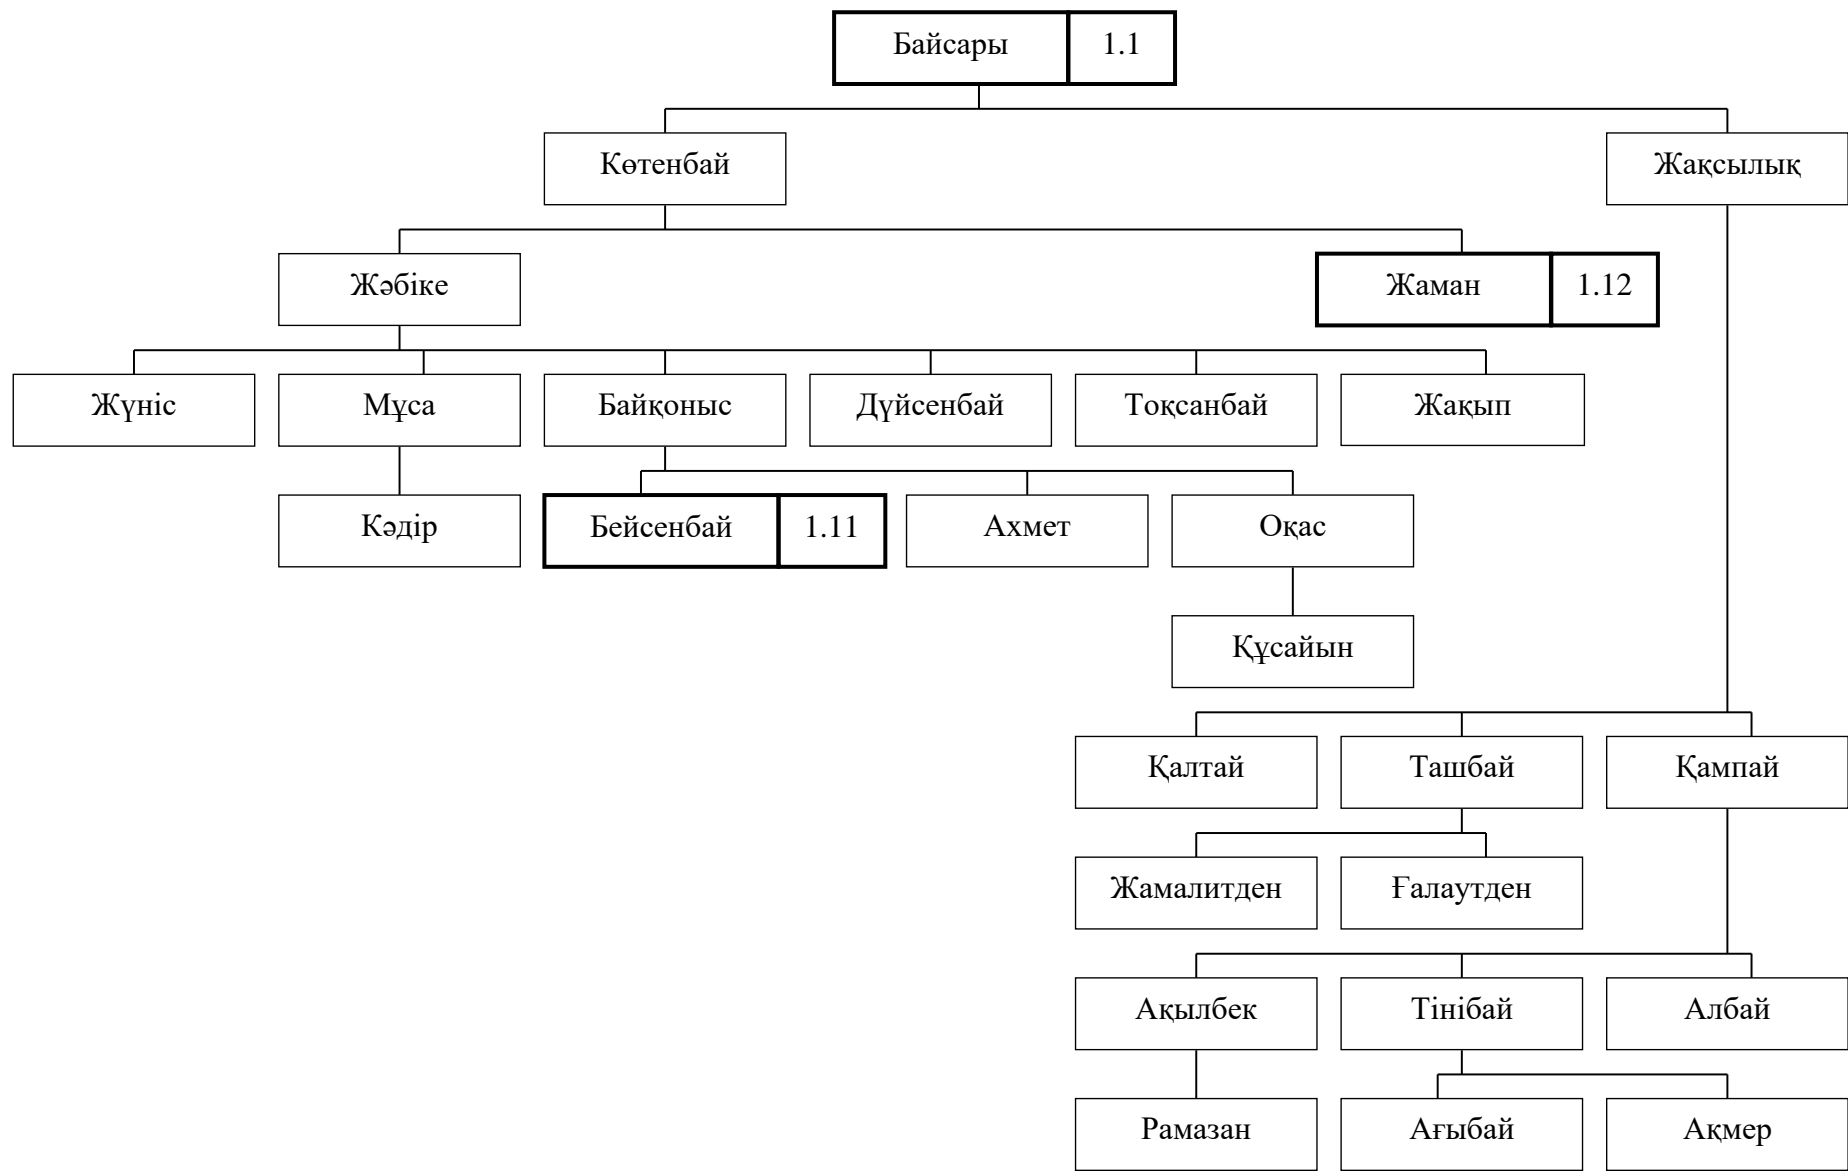 Байсары 1.1
Көтенбай Жақсылық
Жәбіке Жаман 1.12
Жүніс Мұса Байқоныс Дүйсенбай Тоқсанбай Жақып
Кәдір Бейсенбай 1.11 Ахмет Оқас
Құсайын
Қалтай Ташбай Қампай
Жамалитден Ғалаутден
Ақылбек Тінібай Албай
Рамазан Ағыбай Ақмер